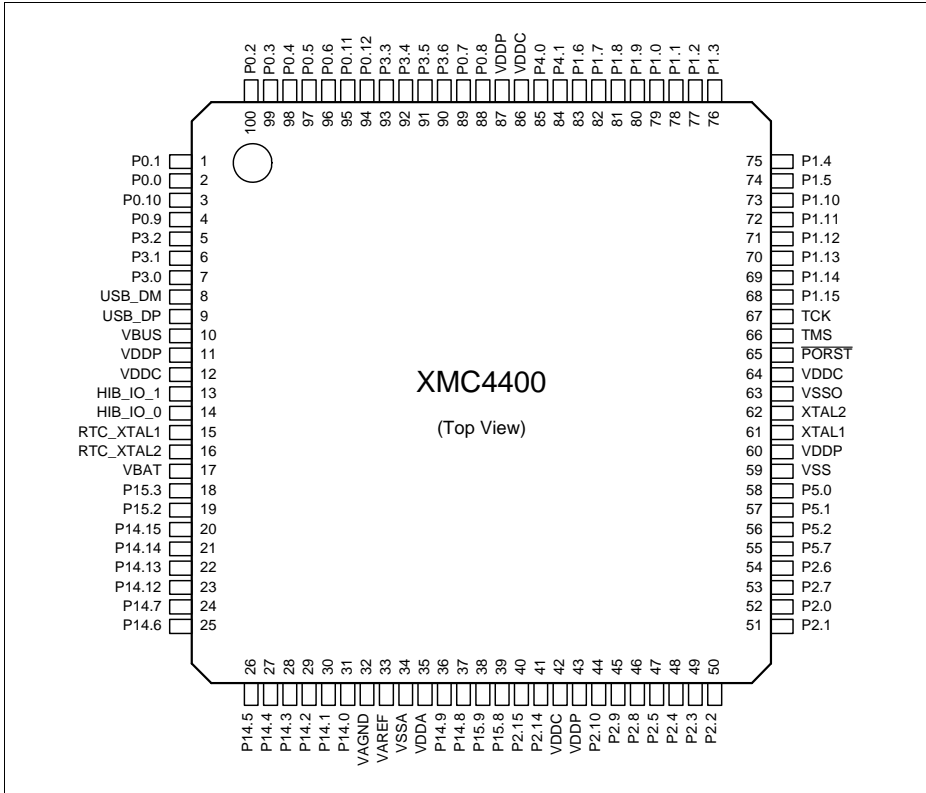 P0.2 P0.3 P0.4 P0.5 P0.6 P0.11 P0.12 P3.3 P3.4 P3.5 P3.6 P0.7 P0.8 VDDP VDDC P4.0 P4.1 P1.6 P1.7 P1.8 P1.9 P1.0 P1.1 P1.2 P1.3
100 99 98 97 96 95 94 93 92 91 90 89 88 87 86 85 84 83 82 81 80 79 78 77 76
P0.1 1 75 P1.4
P0.0 2 74 P1.5
P0.10 3 73 P1.10
P0.9 4 72 P1.11
P3.2 5 71 P1.12
P3.1 6 70 P1.13
P3.0 7 69 P1.14
USB_DM 8 68 P1.15
USB_DP 9 67 TCK
VBUS 10 66 TMS
VDDP 11 65 PORST
VDDC 12 64 VDDC
HIB_IO_1 13 63 VSSO
HIB_IO_0 14 62 XTAL2
RTC_XTAL1 15 61 XTAL1
RTC_XTAL2 16 60 VDDP
VBAT 17 59 VSS
P15.3 18 58 P5.0
P15.2 19 57 P5.1
P14.15 20 56 P5.2
P14.14 21 55 P5.7
P14.13 22 54 P2.6
P14.12 23 53 P2.7
P14.7 24 52 P2.0
P14.6 25 51 P2.1
XMC4400
(Top View)
26 27 28 29 30 31 32 33 34 35 36 37 38 39 40 41 42 43 44 45 46 47 48 49 50
P14.5 P14.4 P14.3 P14.2 P14.1 P14.0 VAGND VAREF VSSA VDDA P14.9 P14.8 P15.9 P15.8 P2.15 P2.14 VDDC VDDP P2.10 P2.9 P2.8 P2.5 P2.4 P2.3 P2.2